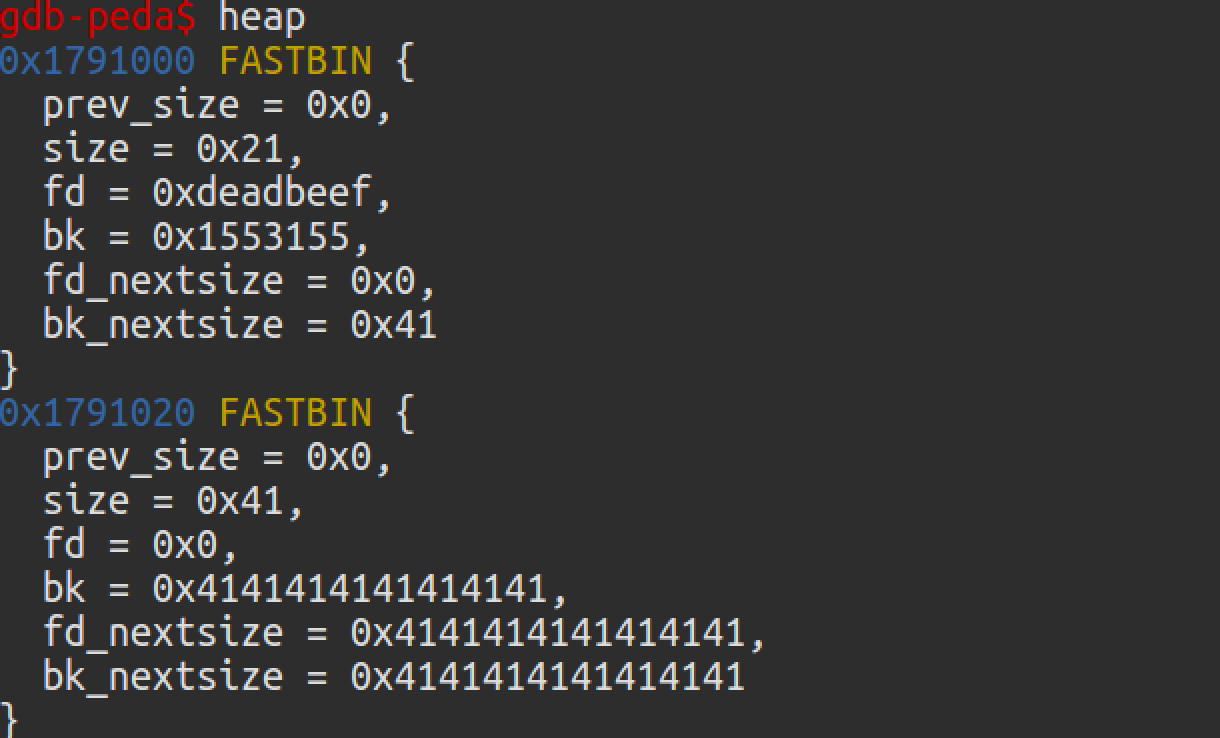 gdb-peda$ heap
0x1791000 FASTBIN {
  prev_size = 0x0,
  size = 0x21,
  fd = 0xdeadbeef,
  bk = 0x1553155,
  fd_nextsize = 0x0,
  bk_nextsize = 0x41
}
0x1791020 FASTBIN {
  prev_size = 0x0,
  size = 0x41,
  fd = 0x0,
  bk = 0x4141414141414141,
  fd_nextsize = 0x4141414141414141,
  bk_nextsize = 0x4141414141414141
}